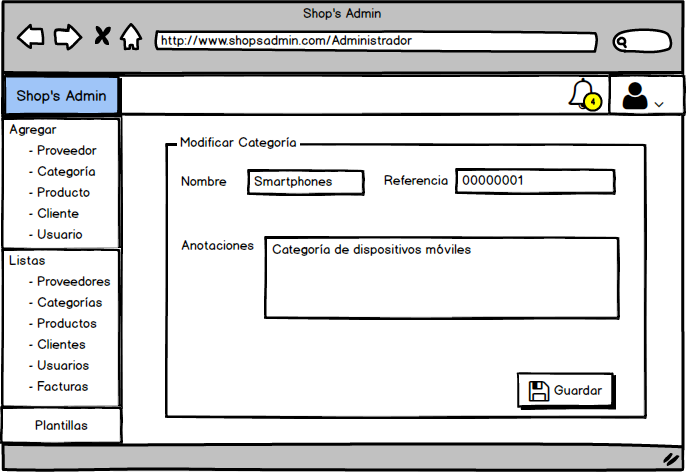 Shop's Admin
http://www.shopsadmin.com/Administrador
Shop's Admin
4
Agregar
- Proveedor
- Categoría
- Producto
- Cliente
- Usuario
Listas
- Proveedores
- Categorías
- Productos
- Clientes
- Usuarios
- Facturas
Plantillas
Modificar Categoría
Nombre Smartphones Referencia 00000001
Anotaciones Categoría de dispositivos móviles
Guardar